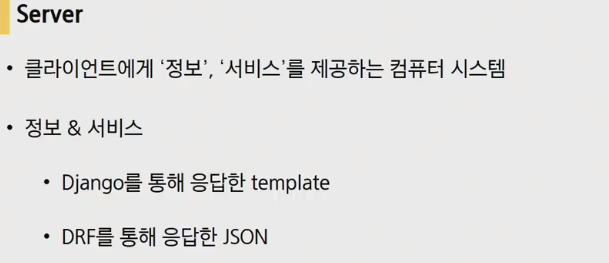 Server
• 클라이언트에게 ‘정보’, ‘서비스’를 제공하는 컴퓨터 시스템
• 정보 & 서비스
• Django를 통해 응답한 template
• DRF를 통해 응답한 JSON